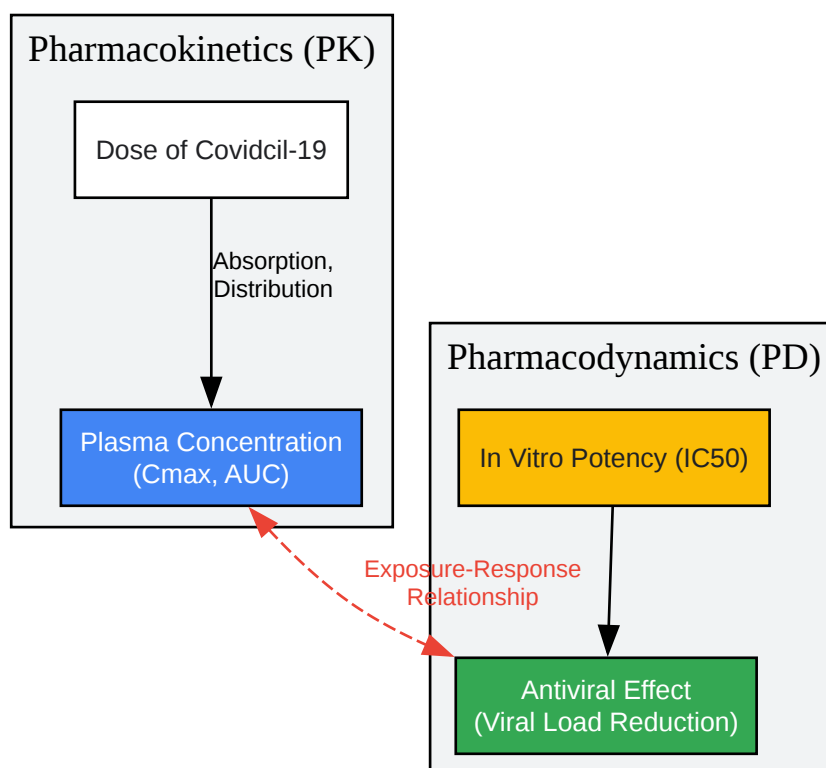 Pharmacokinetics (PK)
Dose of Covidcil-19
Absorption,
Distribution
Plasma Concentration
(Cmax, AUC)
Pharmacodynamics (PD)
In Vitro Potency (IC50)
Exposure-Response
Relationship
Antiviral Effect
(Viral Load Reduction)